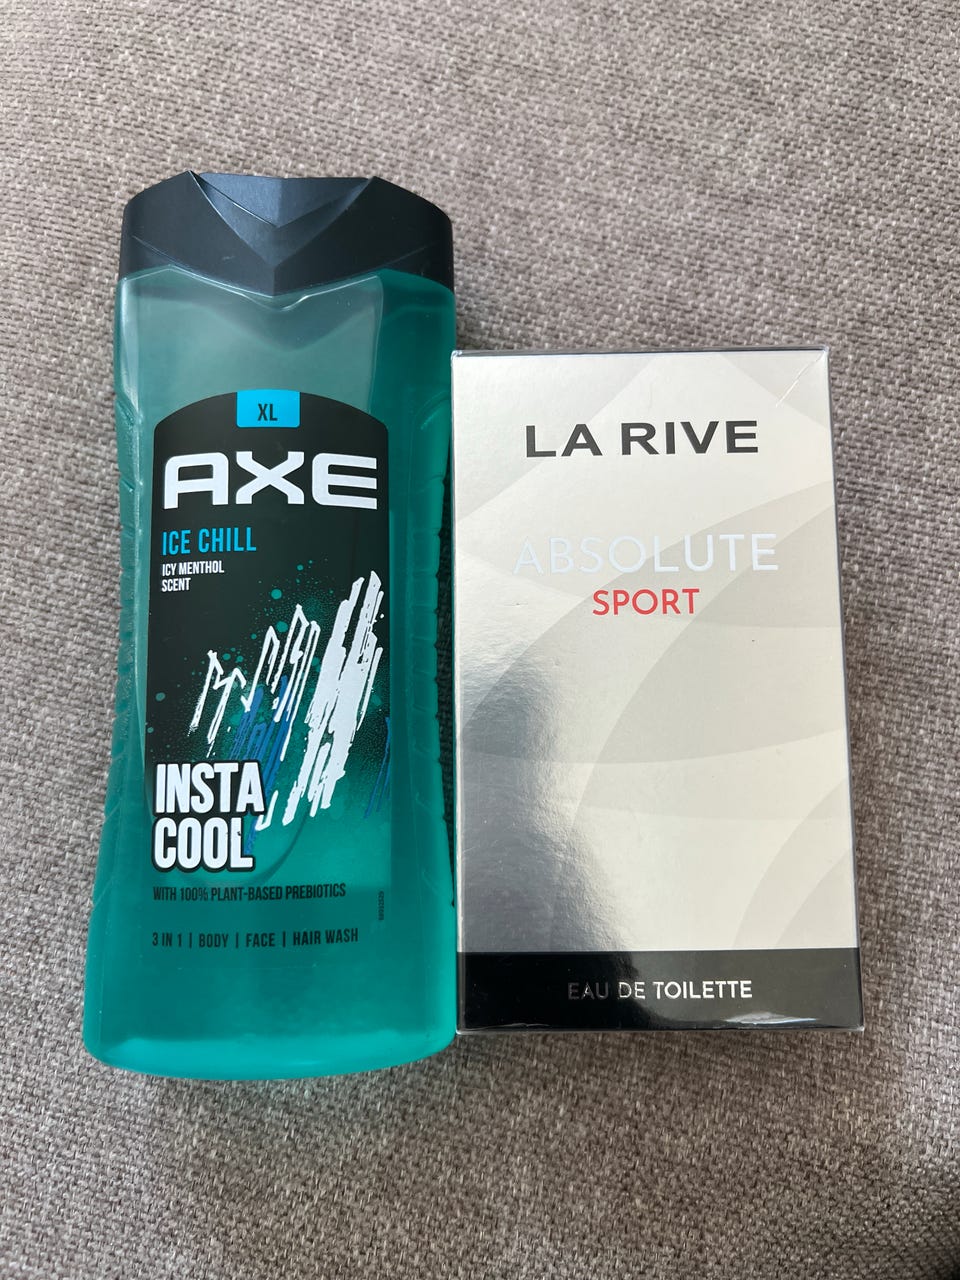 XL
AXE
ICE CHILL
ICY MENTHOL
SCENT
INSTA
COOL
WITH 100% PLANT-BASED PREBIOTICS
3 IN 1 | BODY | FACE | HAIR WASH
LA RIVE
ABSOLUTE
SPORT
EAU DE TOILETTE